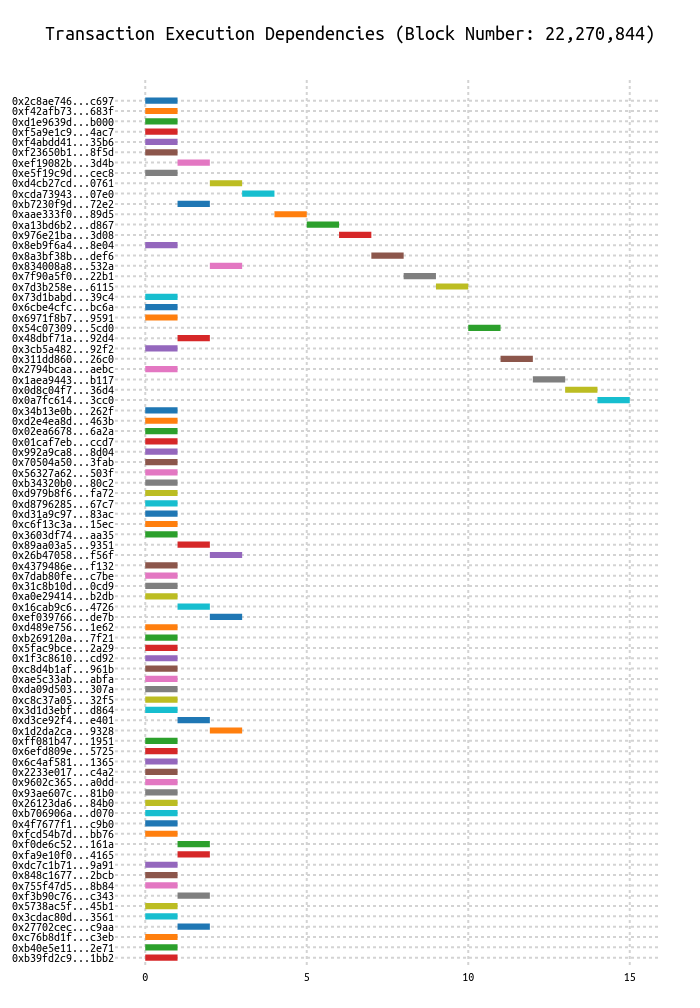 Transaction Execution Dependencies (Block Number: 22,270,844)
0x2c8ae746...c697
0xf42afb73...683f
0xd1e9639d...b000
0xf5a9e1c9...4ac7
0xf4abdd41...35b6
0xf23650b1...8f5d
0xef19082b...3d4b
0xe5f19c9d...cec8
0xd4cb27cd...0761
0xcda73943...07e0
0xb7230f9d...72e2
0xaae333f0...89d5
0xa13bd6b2...d867
0x976e21ba...3d08
0x8eb9f6a4...8e04
0x8a3bf38b...def6
0x834008a8...532a
0x7f90a5f0...22b1
0x7d3b258e...6115
0x73d1babd...39c4
0x6cbe4cfc...bc6a
0x6971f8b7...9591
0x54c07309...5cd0
0x48dbf71a...92d4
0x3cb5a482...92f2
0x311dd860...26c0
0x2794bcaa...aebc
0x1aea9443...b117
0x0d8c04f7...36d4
0x0a7fc614...3cc0
0x34b13e0b...262f
0xd2e4ea8d...463b
0x02ea6678...6a2a
0x01caf7eb...ccd7
0x992a9ca8...8d04
0x70504a50...3fab
0x56327a62...503f
0xb34320b0...80c2
0xd979b8f6...fa72
0xd8796285...67c7
0xd31a9c97...83ac
0xc6f13c3a...15ec
0x3603df74...aa35
0x89aa03a5...9351
0x26b47058...f56f
0x4379486e...f132
0x7dab80fe...c7be
0x31c8b10d...0cd9
0xa0e29414...b2db
0x16cab9c6...4726
0xef039766...de7b
0xd489e756...1e62
0xb269120a...7f21
0x5fac9bce...2a29
0x1f3c8610...cd92
0xc8d4b1af...961b
0xae5c33ab...abfa
0xda09d503...307a
0xc8c37a05...32f5
0x3d1d3ebf...d864
0xd3ce92f4...e401
0x1d2da2ca...9328
0xff081b47...1951
0x6efd809e...5725
0x6c4af581...1365
0x2233e017...c4a2
0x9602c365...a0dd
0x93ae607c...81b0
0x26123da6...84b0
0xb706906a...d070
0x4f7677f1...c9b0
0xfcd54b7d...bb76
0xf0de6c52...161a
0xfa9e10f0...4165
0xdc7c1b71...9a91
0x848c1677...2bcb
0x755f47d5...8b84
0xf3b90c76...c343
0x5738ac5f...45b1
0x3cdac80d...3561
0x27702cec...c9aa
0xc76b8d1f...c3eb
0xb40e5e11...2e71
0xb39fd2c9...1bb2
0 5 10 15